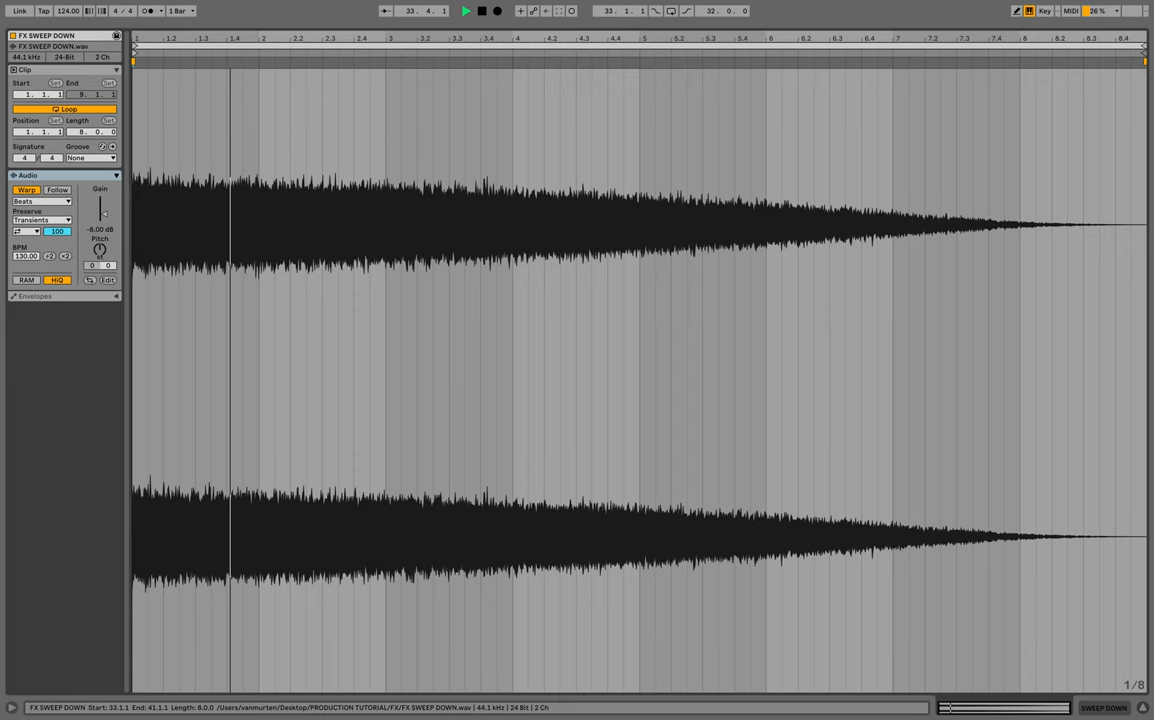 Link Tap 124.00 4 / 4 1 Bar 33. 4. 1 33. 1. 1 32. 0. 0 Key MIDI 26 %
FX SWEEP DOWN
FX SWEEP DOWN.wav
44.1 kHz 24-Bit 2 Ch
Clip
Start Set End Set
1. 1. 1 9. 1. 1
Loop
Position Set Length Set
1. 1. 1 8. 0. 0
Signature Groove
4 / 4 None
Audio
Warp Follow Gain
Beats
Preserve
Transients
100 -8.00 dB
Pitch
BPM st
130.00 ÷2 ×2 0 0
RAM HiQ Edit
Envelopes
1 1.2 1.3 1.4 2 2.2 2.3 2.4 3 3.2 3.3 3.4 4 4.2 4.3 4.4 5 5.2 5.3 5.4 6 6.2 6.3 6.4 7 7.2 7.3 7.4 8 8.2 8.3 8.4
1/8
FX SWEEP DOWN Start: 33.1.1 End: 41.1.1 Length: 8.0.0 /Users/vanmurten/Desktop/PRODUCTION TUTORIAL/FX/FX SWEEP DOWN.wav | 44.1 kHz | 24 Bit | 2 Ch
SWEEP DOWN